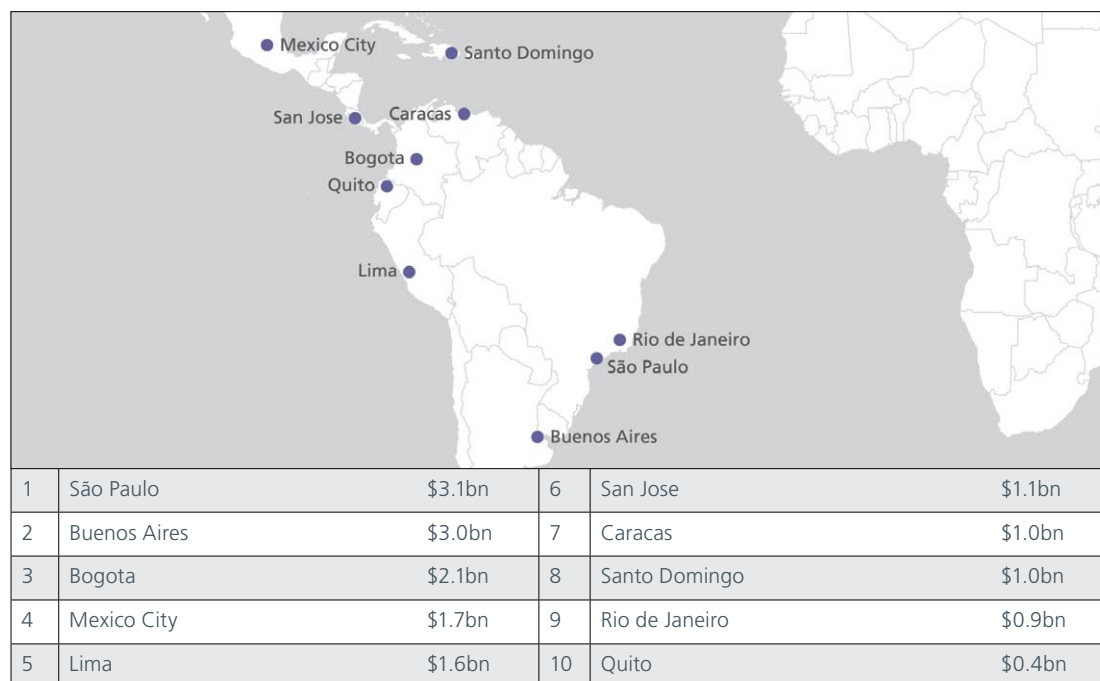 Mexico City
Santo Domingo
San Jose
Caracas
Bogota
Quito
Lima
Rio de Janeiro
São Paulo
Buenos Aires
1 São Paulo $3.1bn 6 San Jose $1.1bn
2 Buenos Aires $3.0bn 7 Caracas $1.0bn
3 Bogota $2.1bn 8 Santo Domingo $1.0bn
4 Mexico City $1.7bn 9 Rio de Janeiro $0.9bn
5 Lima $1.6bn 10 Quito $0.4bn